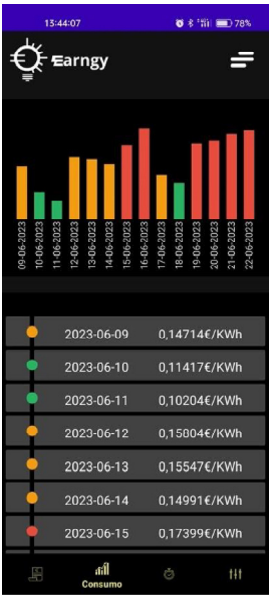 13:44:07 78%
Earngy
09-06-2023
10-06-2023
11-06-2023
12-06-2023
13-06-2023
14-06-2023
15-06-2023
16-06-2023
17-06-2023
18-06-2023
19-06-2023
20-06-2023
21-06-2023
22-06-2023
2023-06-09 0,14714€/KWh
2023-06-10 0,11417€/KWh
2023-06-11 0,10204€/KWh
2023-06-12 0,15804€/KWh
2023-06-13 0,15547€/KWh
2023-06-14 0,14991€/KWh
2023-06-15 0,17399€/KWh
Consumo